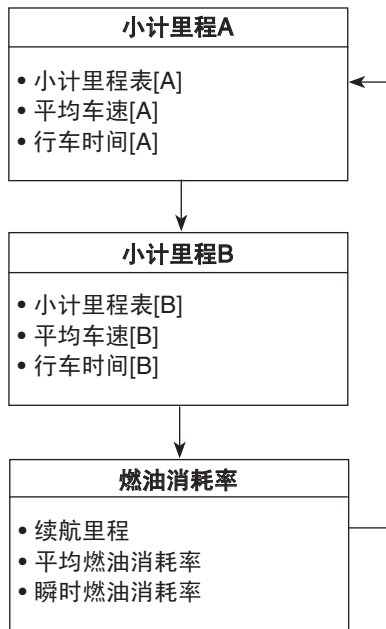 小计里程A
• 小计里程表[A]
• 平均车速[A]
• 行车时间[A]
小计里程B
• 小计里程表[B]
• 平均车速[B]
• 行车时间[B]
燃油消耗率
• 续航里程
• 平均燃油消耗率
• 瞬时燃油消耗率